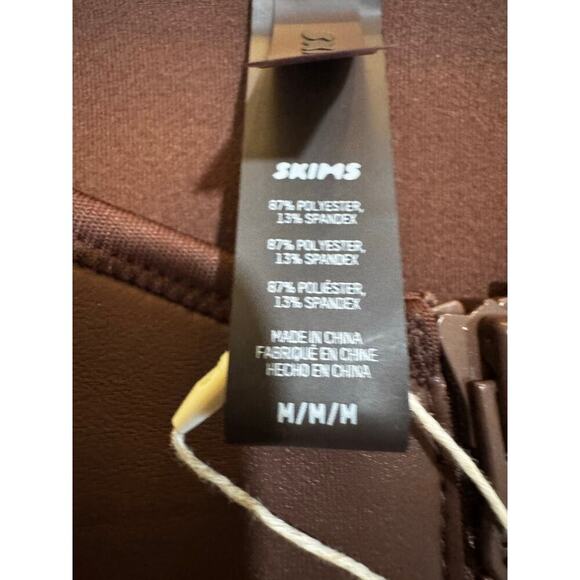 SKIMS
87% POLYESTER,
13% SPANDEX
87% POLYESTER,
13% SPANDEX
87% POLIÉSTER,
13% SPANDEX
MADE IN CHINA
FABRIQUÉ EN CHINE
HECHO EN CHINA
M/M/M